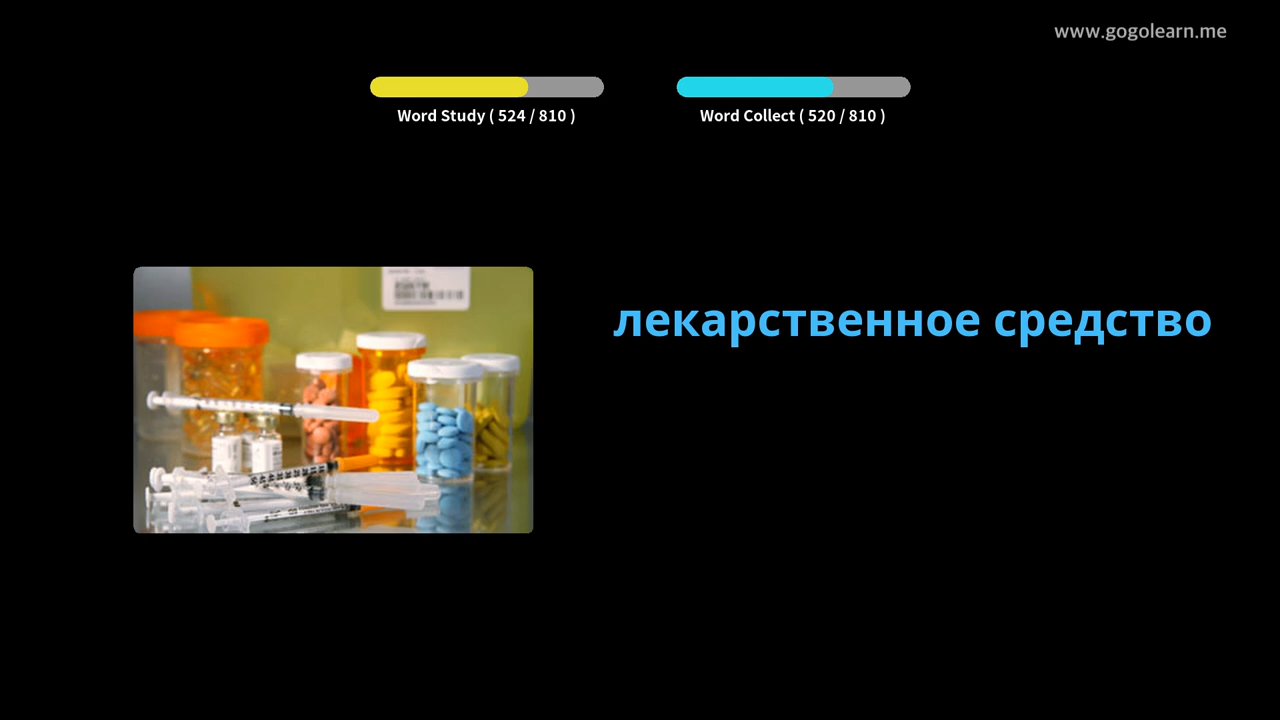 www.gogolearn.me
Word Study ( 524 / 810 )
Word Collect ( 520 / 810 )
лекарственное средство